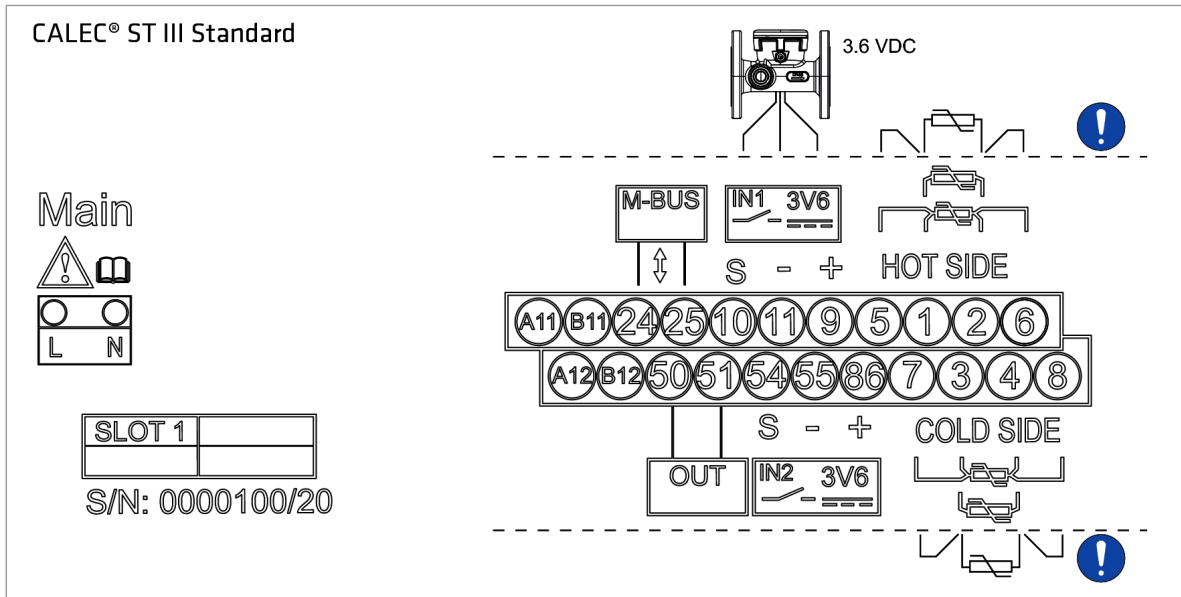 CALEC® ST III Standard
3.6 VDC
Main
L N
M-BUS
IN1 3V6
S - +
HOT SIDE
A11 B11 24 25 10 11 9 5 1 2 6
A12 B12 50 51 54 55 86 7 3 4 8
S - +
COLD SIDE
OUT
IN2 3V6
SLOT 1
S/N: 0000100/20